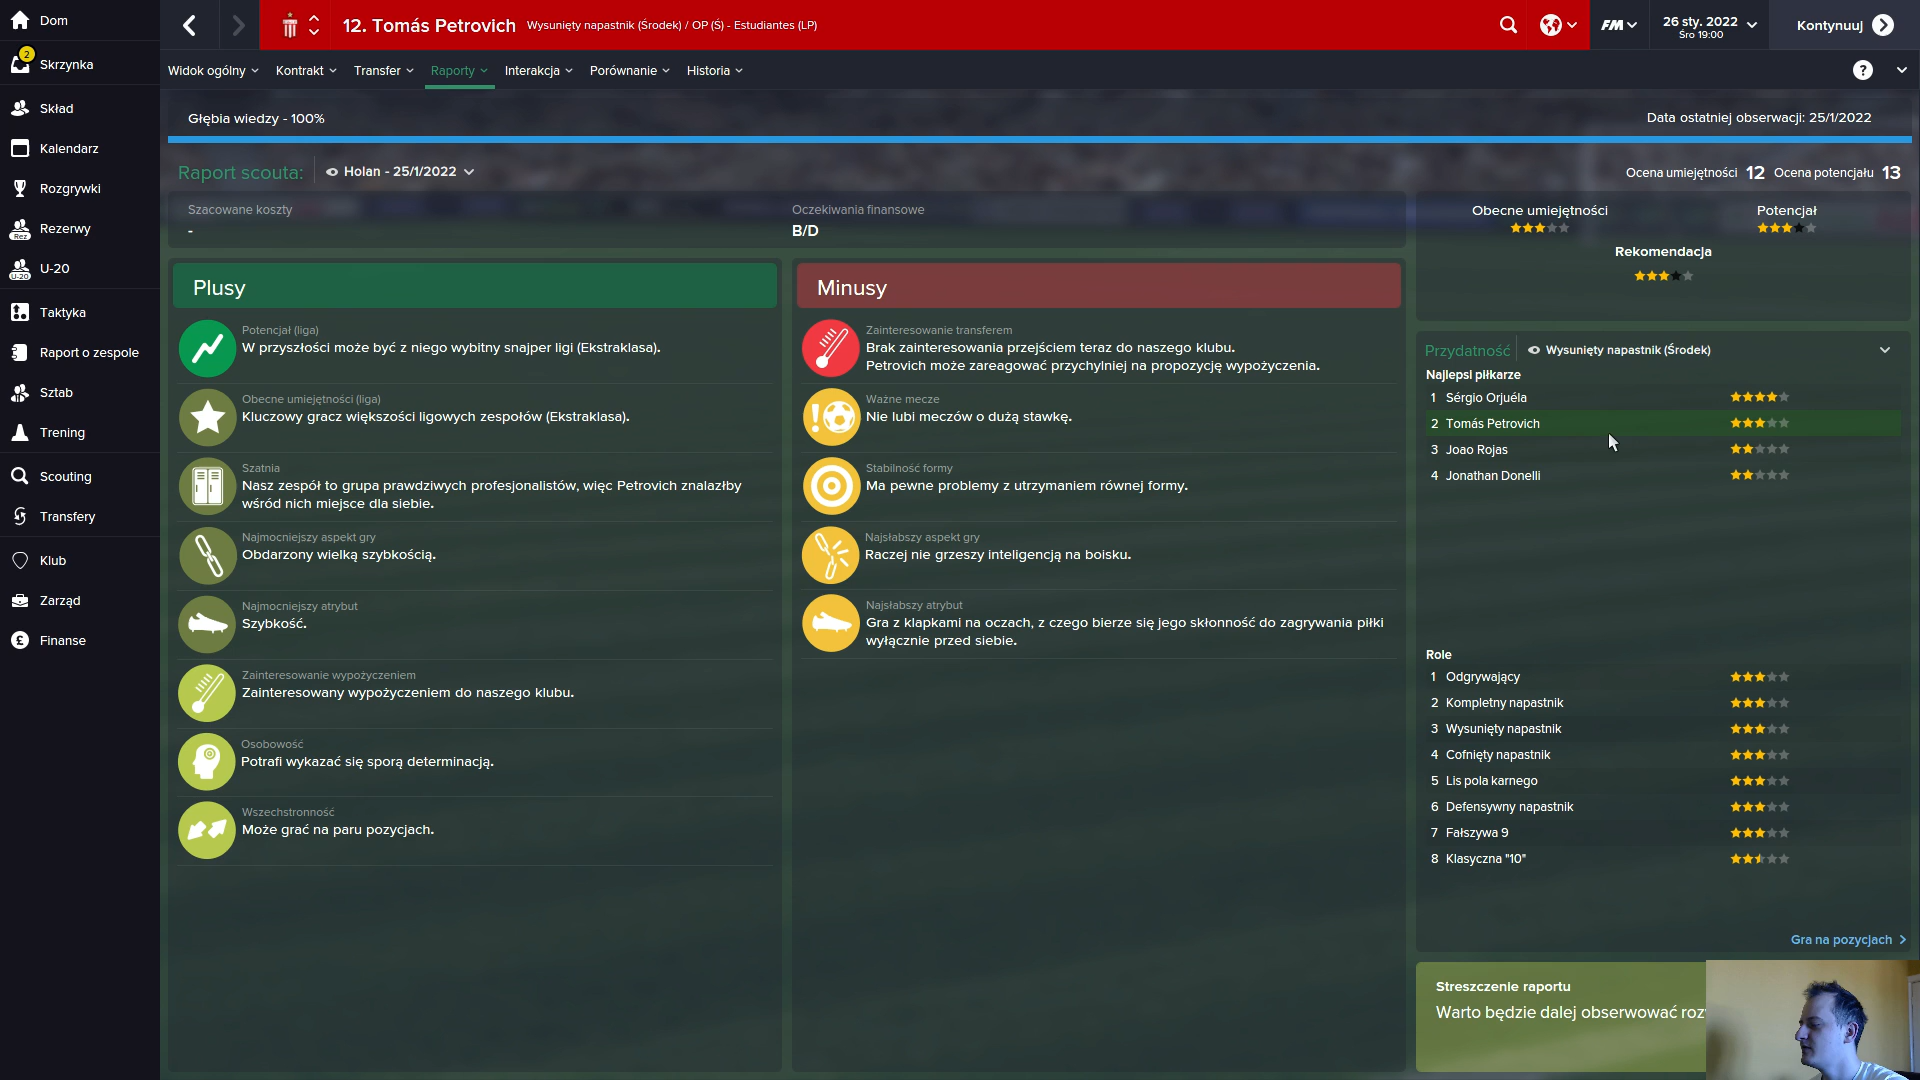 Dom
2
Skrzynka
Skład
Kalendarz
Rozgrywki
Rez
Rezerwy
U-20
U-20
Taktyka
Raport o zespole
Sztab
Trening
Scouting
Transfery
Klub
Zarząd
Finanse
12. Tomás Petrovich
Wysunięty napastnik (Środek) / OP (Ś) - Estudiantes (LP)
FM
26 sty. 2022
Śro 19:00
Kontynuuj
Widok ogólny
Kontrakt
Transfer
Raporty
Interakcja
Porównanie
Historia
?
Głębia wiedzy - 100%
Data ostatniej obserwacji: 25/1/2022
Raport scouta:
Holan - 25/1/2022
Ocena umiejętności 12 Ocena potencjału 13
Szacowane koszty
-
Oczekiwania finansowe
B/D
Obecne umiejętności
Potencjał
Rekomendacja
Plusy
Potencjał (liga)
W przyszłości może być z niego wybitny snajper ligi (Ekstraklasa).
Obecne umiejętności (liga)
Kluczowy gracz większości ligowych zespołów (Ekstraklasa).
Szatnia
Nasz zespół to grupa prawdziwych profesjonalistów, więc Petrovich znalazłby
wśród nich miejsce dla siebie.
Najmocniejszy aspekt gry
Obdarzony wielką szybkością.
Najmocniejszy atrybut
Szybkość.
Zainteresowanie wypożyczeniem
Zainteresowany wypożyczeniem do naszego klubu.
Osobowość
Potrafi wykazać się sporą determinacją.
Wszechstronność
Może grać na paru pozycjach.
Minusy
Zainteresowanie transferem
Brak zainteresowania przejściem teraz do naszego klubu.
Petrovich może zareagować przychylniej na propozycję wypożyczenia.
Ważne mecze
Nie lubi meczów o dużą stawkę.
Stabilność formy
Ma pewne problemy z utrzymaniem równej formy.
Najsłabszy aspekt gry
Raczej nie grzeszy inteligencją na boisku.
Najsłabszy atrybut
Gra z klapkami na oczach, z czego bierze się jego skłonność do zagrywania piłki
wyłącznie przed siebie.
Przydatność
Wysunięty napastnik (Środek)
Najlepsi piłkarze
1 Sérgio Orjuéla
2 Tomás Petrovich
3 Joao Rojas
4 Jonathan Donelli
Role
1 Odgrywający
2 Kompletny napastnik
3 Wysunięty napastnik
4 Cofnięty napastnik
5 Lis pola karnego
6 Defensywny napastnik
7 Fałszywa 9
8 Klasyczna "10"
Gra na pozycjach
Streszczenie raportu
Warto będzie dalej obserwować